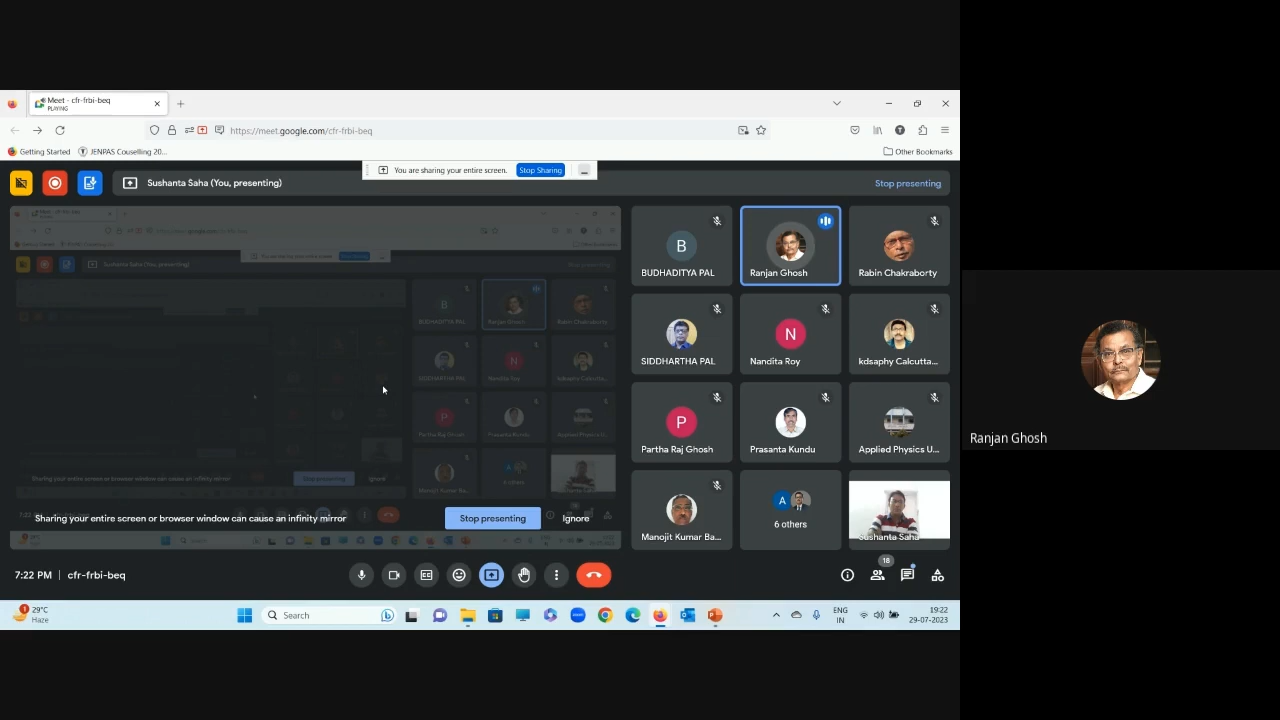 Meet - cfr-frbi-beq
PLAYING
https://meet.google.com/cfr-frbi-beq
Getting Started
JENPAS Couselling 20...
Other Bookmarks
You are sharing your entire screen.
Stop Sharing
Sushanta Saha (You, presenting)
Stop presenting
B
BUDHADITYA PAL
Ranjan Ghosh
Rabin Chakraborty
SIDDHARTHA PAL
N
Nandita Roy
kdsaphy Calcutta...
P
Partha Raj Ghosh
Prasanta Kundu
Applied Physics U...
Manojit Kumar Ba...
A
6 others
Sushanta Saha
Sharing your entire screen or browser window can cause an infinity mirror
Stop presenting
Ignore
7:22 PM | cfr-frbi-beq
18
1
29°C
Haze
Search
ENG
IN
19:22
29-07-2023
Ranjan Ghosh